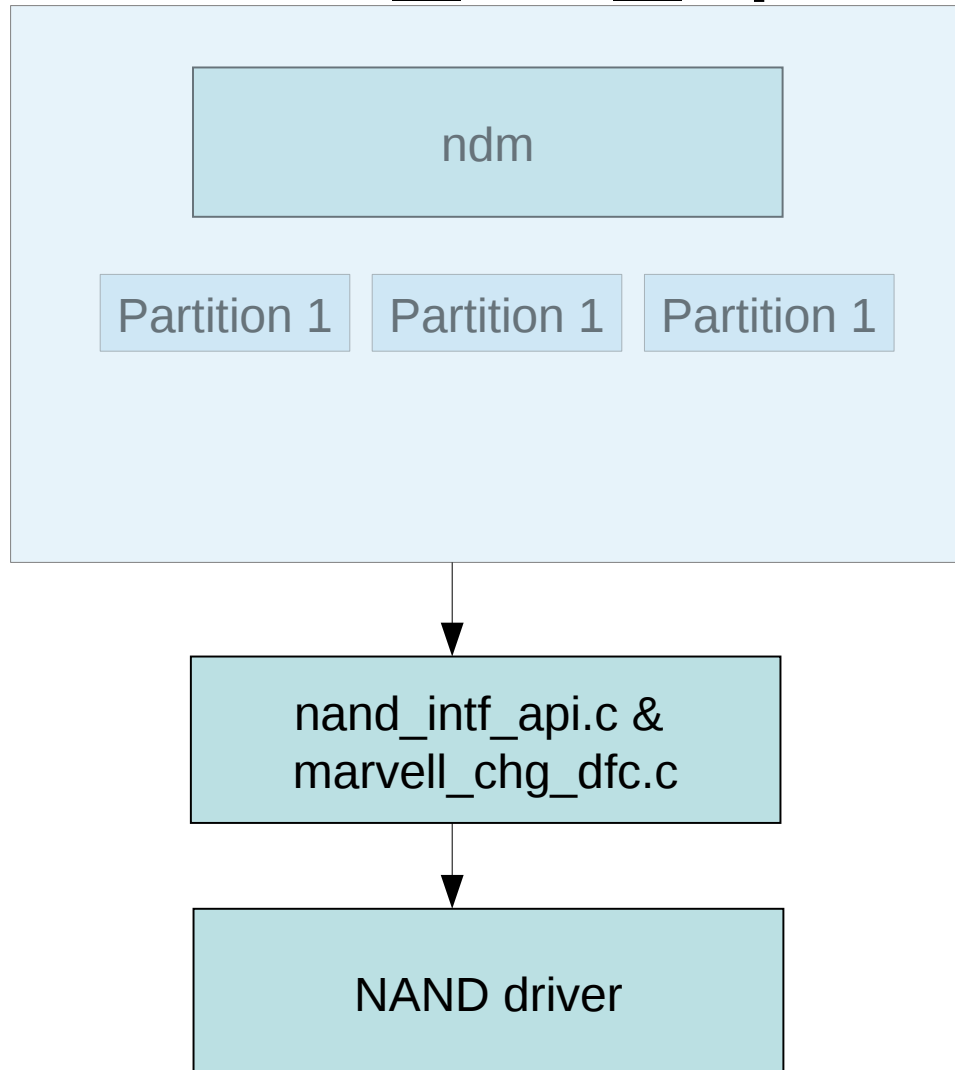 ndm
Partition 1 Partition 1 Partition 1
nand_intf_api.c &
marvell_chg_dfc.c
NAND driver